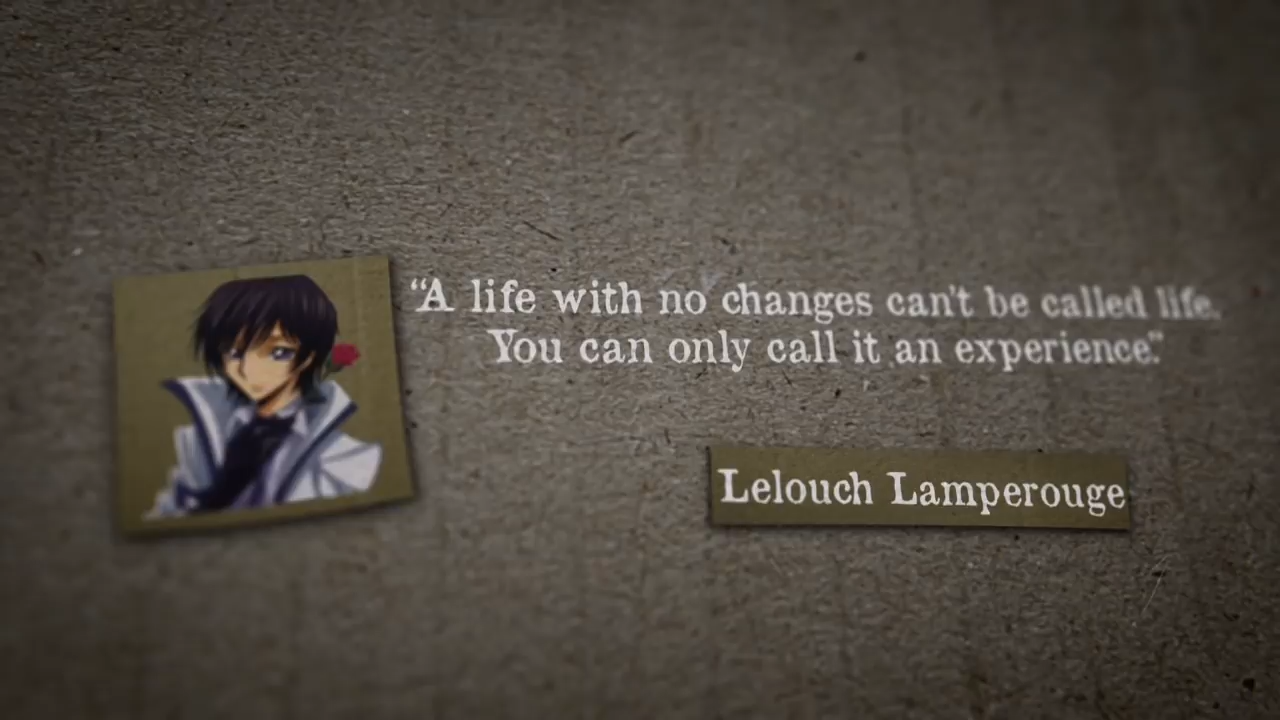 “A life with no changes can't be called life.
You can only call it an experience.”
Lelouch Lamperouge